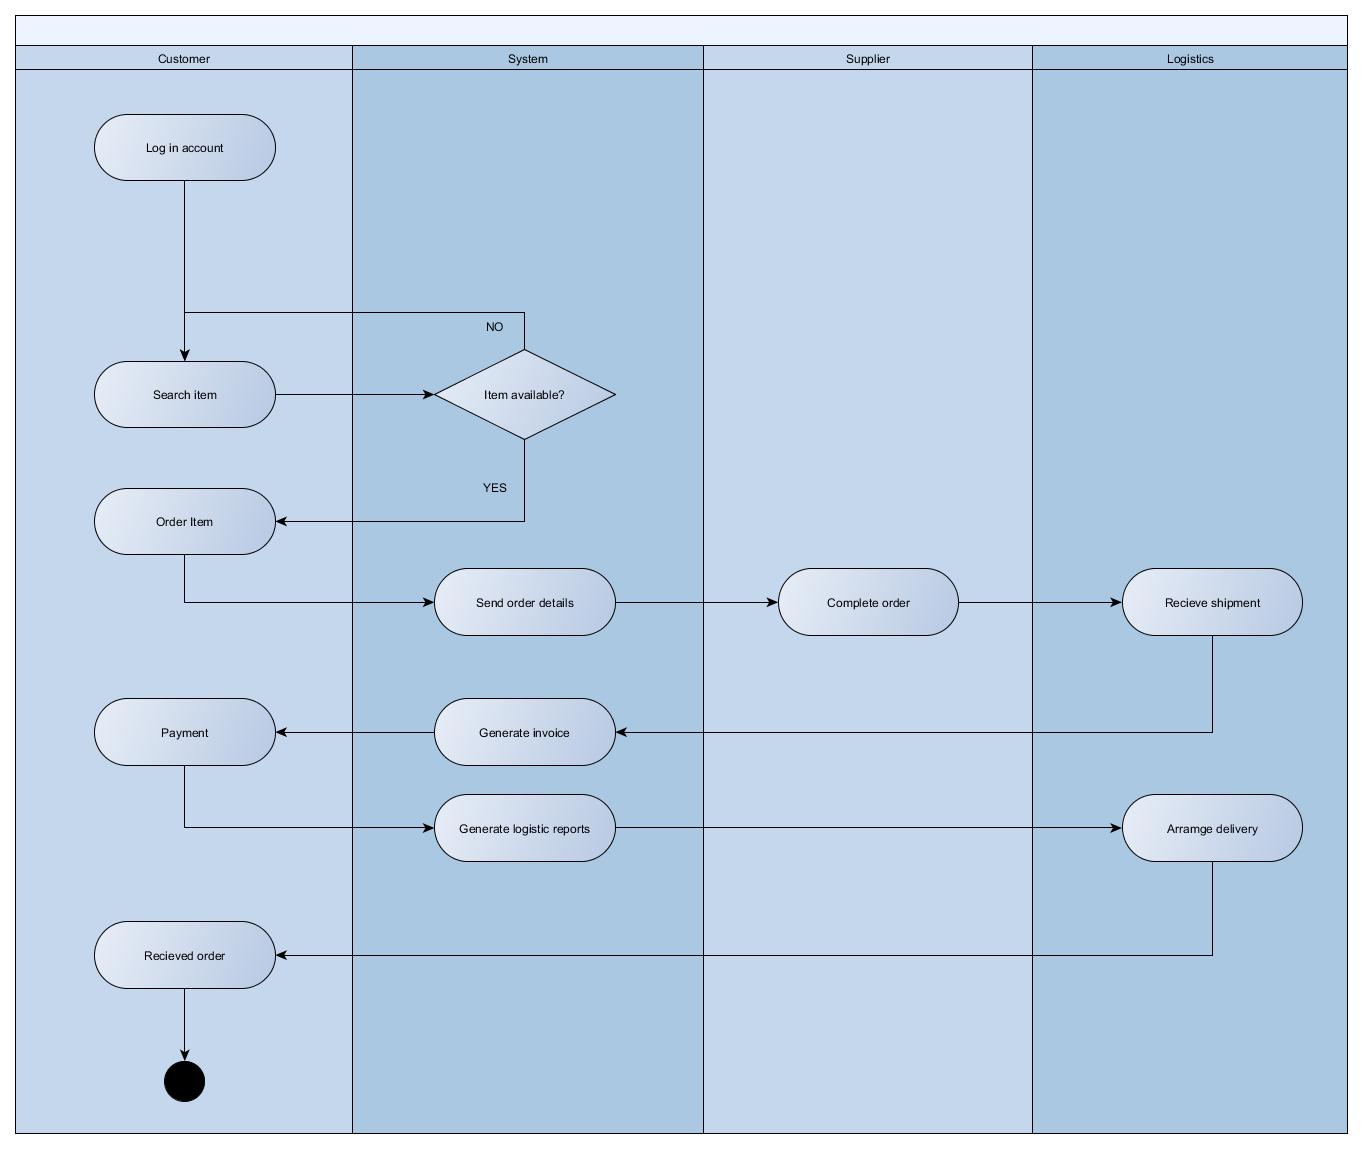 Customer
System
Supplier
Logistics
Log in account
NO
Search item
Item available?
YES
Order Item
Send order details
Complete order
Recieve shipment
Payment
Generate invoice
Generate logistic reports
Arramge delivery
Recieved order